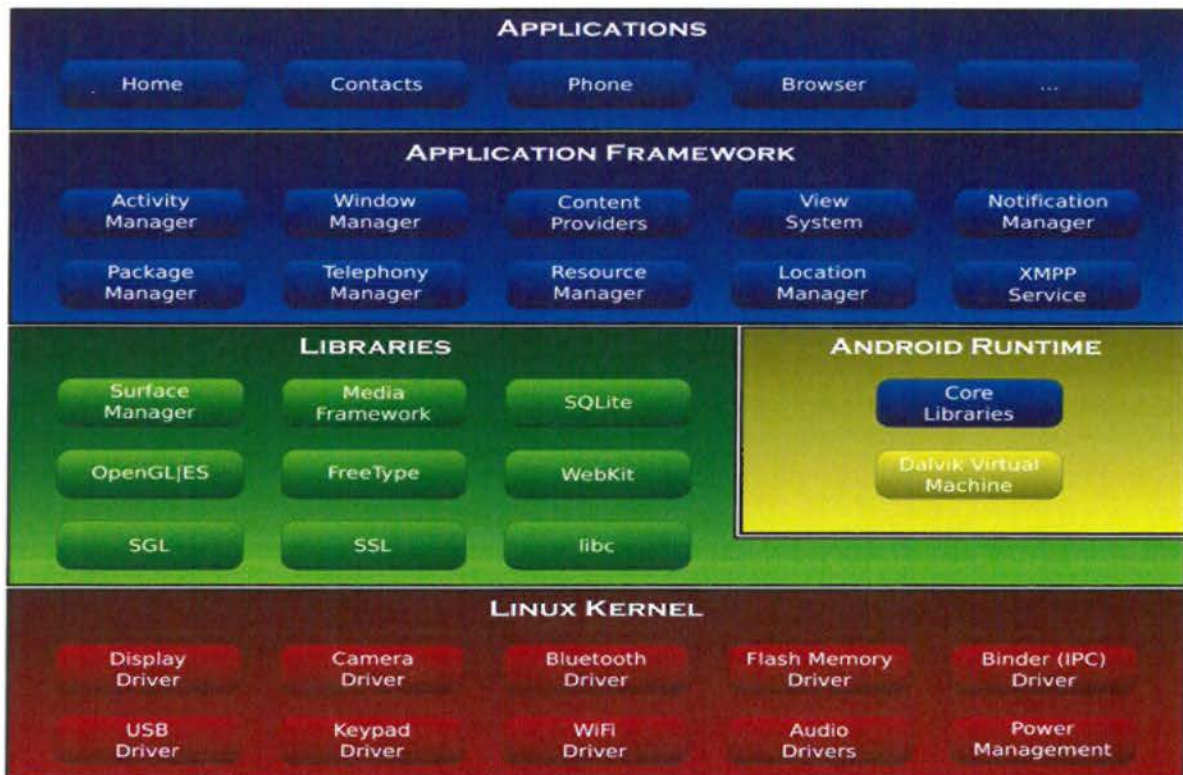 APPLICATIONS
Home Contacts Phone Browser ...
APPLICATION FRAMEWORK
Activity Manager Window Manager Content Providers View System Notification Manager
Package Manager Telephony Manager Resource Manager Location Manager XMPP Service
LIBRARIES
Surface Manager Media Framework SQLite
OpenGL|ES FreeType WebKit
SGL SSL libc
ANDROID RUNTIME
Core Libraries
Dalvik Virtual Machine
LINUX KERNEL
Display Driver Camera Driver Bluetooth Driver Flash Memory Driver Binder (IPC) Driver
USB Driver Keypad Driver WiFi Driver Audio Drivers Power Management